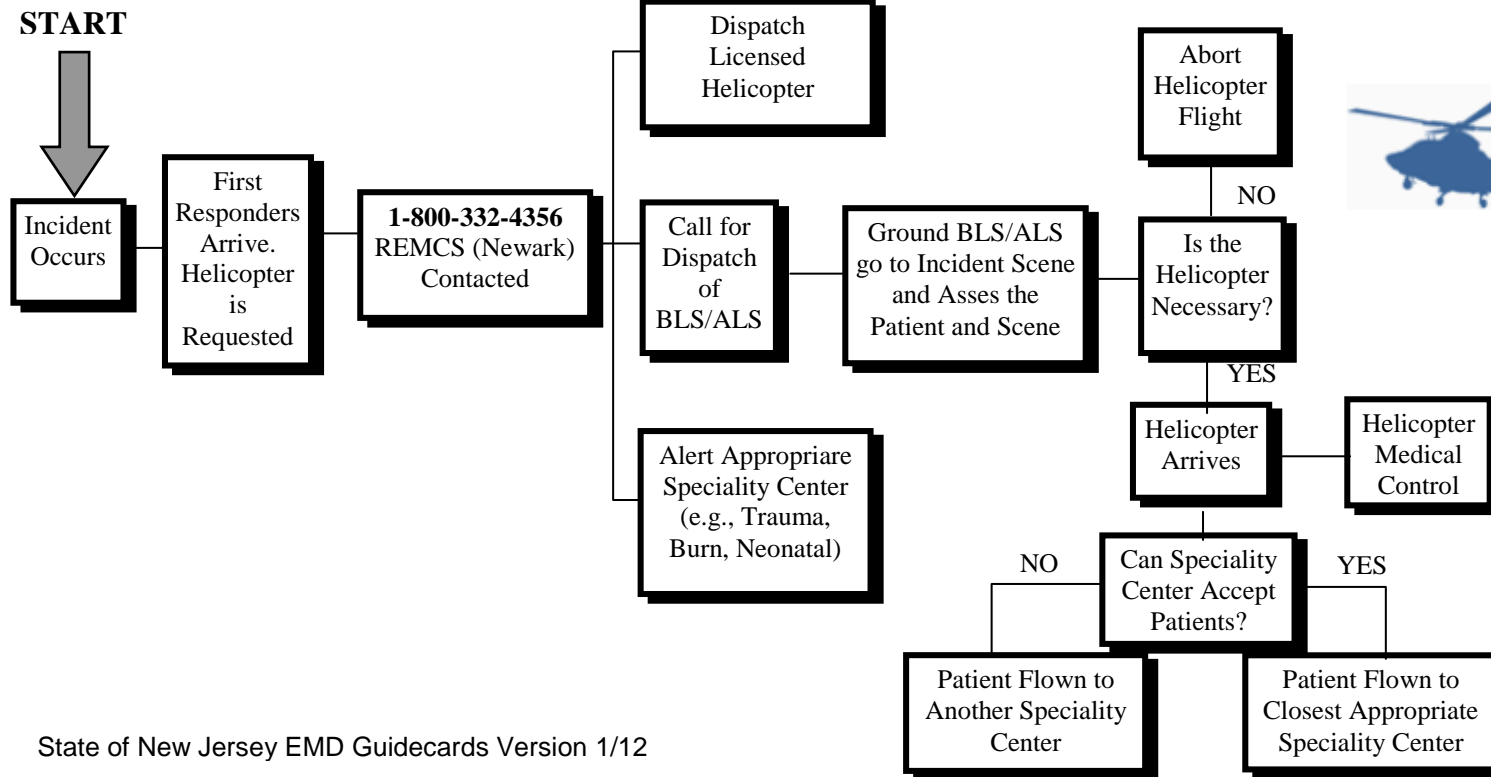 START
Incident
Occurs
First
Responders
Arrive.
Helicopter
is
Requested
1-800-332-4356
REMCS (Newark)
Contacted
Dispatch
Licensed
Helicopter
Call for
Dispatch
of
BLS/ALS
Alert Appropriare
Speciality Center
(e.g., Trauma,
Burn, Neonatal)
Ground BLS/ALS
go to Incident Scene
and Asses the
Patient and Scene
Is the
Helicopter
Necessary?
NO
Abort
Helicopter
Flight
YES
Helicopter
Arrives
Helicopter
Medical
Control
Can Speciality
Center Accept
Patients?
NO
Patient Flown to
Another Speciality
Center
YES
Patient Flown to
Closest Appropriate
Speciality Center
State of New Jersey EMD Guidecards Version 1/12